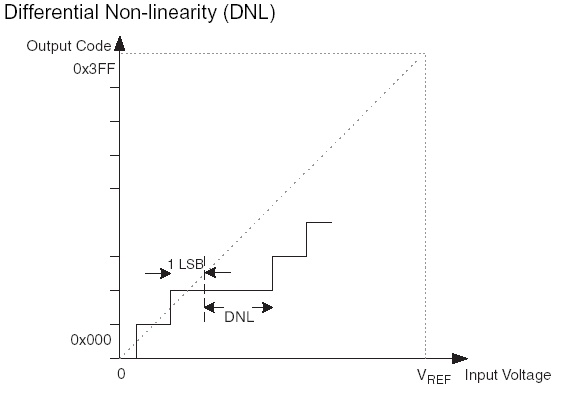 Differential Non-linearity (DNL)
Output Code
0x3FF
1 LSB
DNL
0x000
0
VREF
Input Voltage